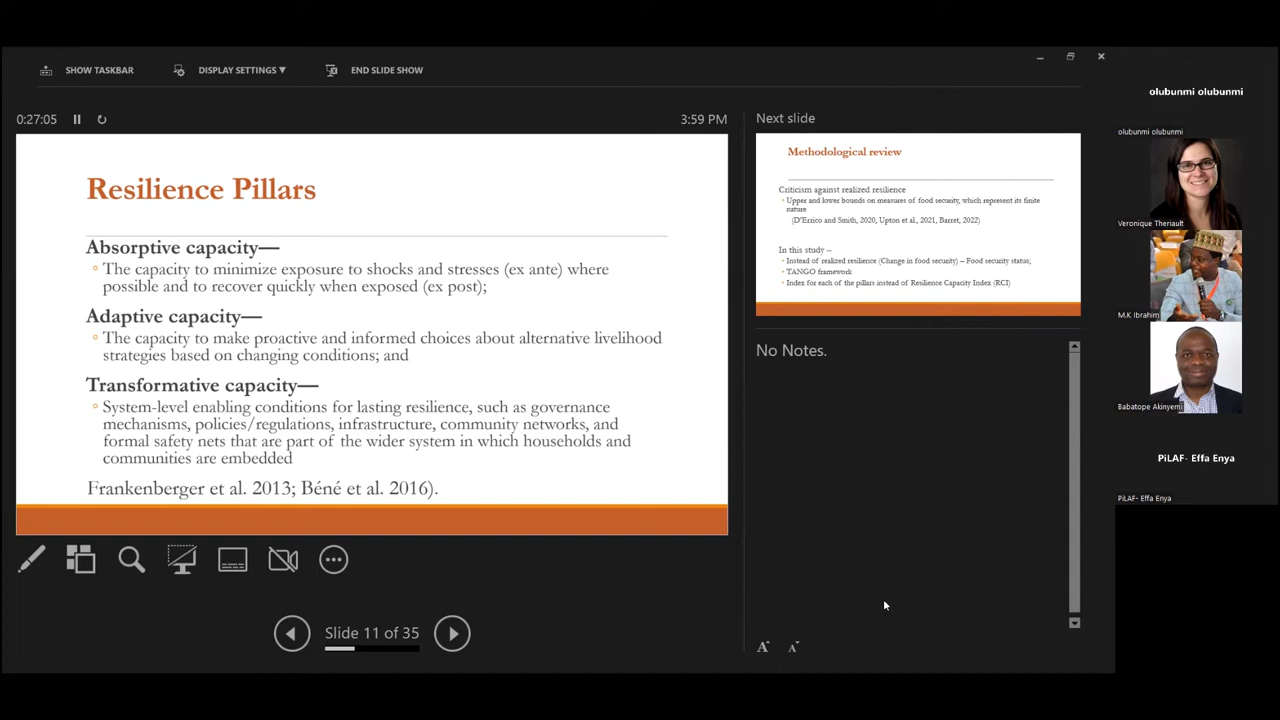 SHOW TASKBAR
DISPLAY SETTINGS ▼
END SLIDE SHOW
0:27:05
3:59 PM
Resilience Pillars
Absorptive capacity—
◦ The capacity to minimize exposure to shocks and stresses (ex ante) where
possible and to recover quickly when exposed (ex post);
Adaptive capacity—
◦ The capacity to make proactive and informed choices about alternative livelihood
strategies based on changing conditions; and
Transformative capacity—
◦ System-level enabling conditions for lasting resilience, such as governance
mechanisms, policies/regulations, infrastructure, community networks, and
formal safety nets that are part of the wider system in which households and
communities are embedded
Frankenberger et al. 2013; Béné et al. 2016).
Slide 11 of 35
Next slide
Methodological review
Criticism against realized resilience
◦ Upper and lower bounds on measures of food security, which represent its finite
nature
(D'Errico and Smith, 2020, Upton et al., 2021, Barret, 2022)
In this study –
◦ Instead of realized resilience (Change in food security) – Food security status;
◦ TANGO framework
◦ Index for each of the pillars instead of Resilience Capacity Index (RCI)
No Notes.
A A
olubunmi olubunmi
olubunmi olubunmi
Veronique Theriault
M.K Ibrahim
Babatope Akinyemi
PiLAF- Effa Enya
PiLAF- Effa Enya